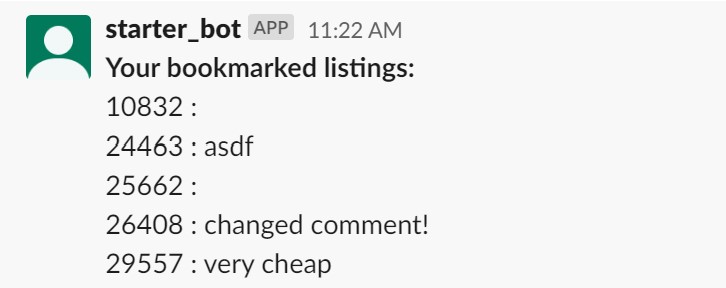 starter_bot APP 11:22 AM
Your bookmarked listings:
10832 :
24463 : asdf
25662 :
26408 : changed comment!
29557 : very cheap